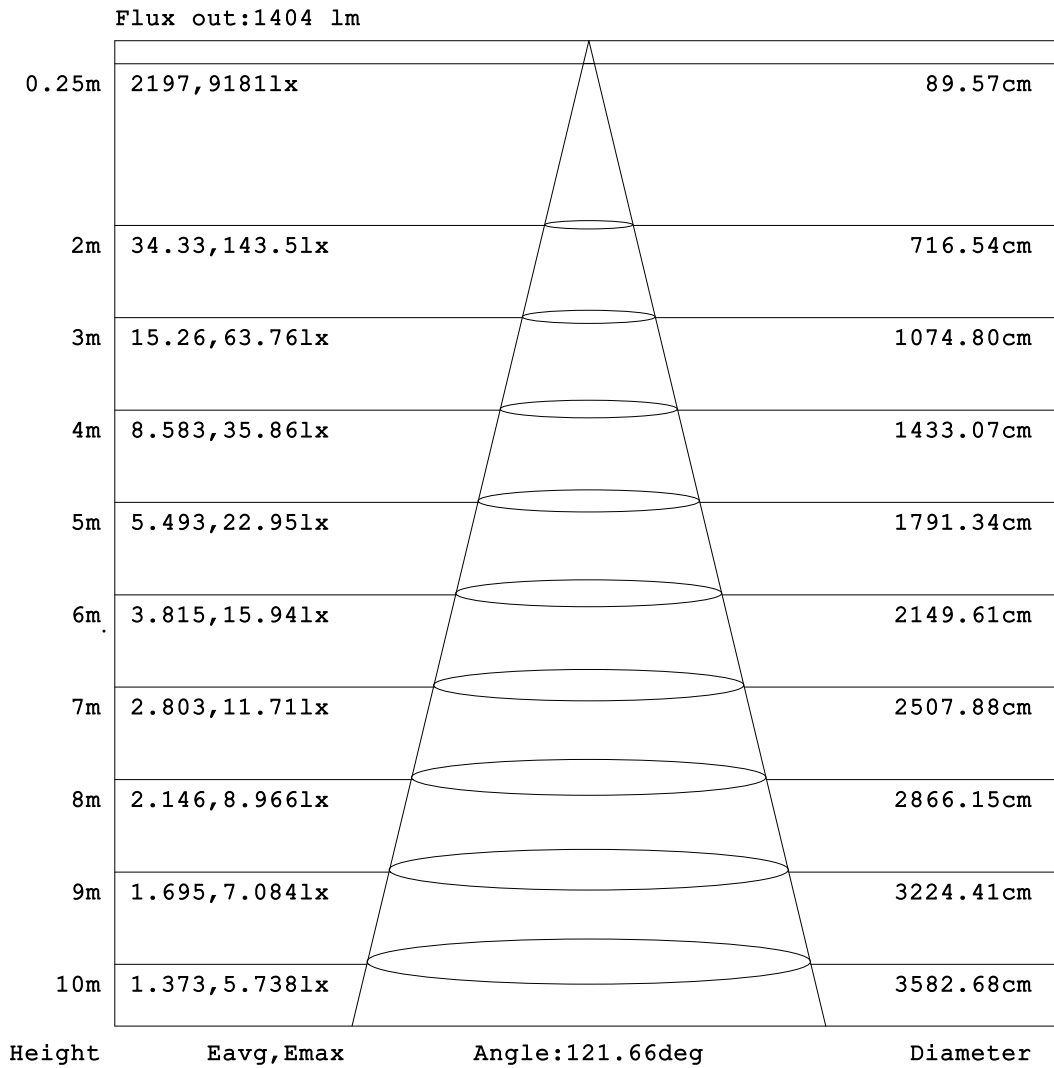 Flux out:1404 lm
0.25m 2197,9181lx 89.57cm
2m 34.33,143.5lx 716.54cm
3m 15.26,63.76lx 1074.80cm
4m 8.583,35.86lx 1433.07cm
5m 5.493,22.95lx 1791.34cm
6m 3.815,15.94lx 2149.61cm
7m 2.803,11.71lx 2507.88cm
8m 2.146,8.966lx 2866.15cm
9m 1.695,7.084lx 3224.41cm
10m 1.373,5.738lx 3582.68cm
Height Eavg,Emax Angle:121.66deg Diameter